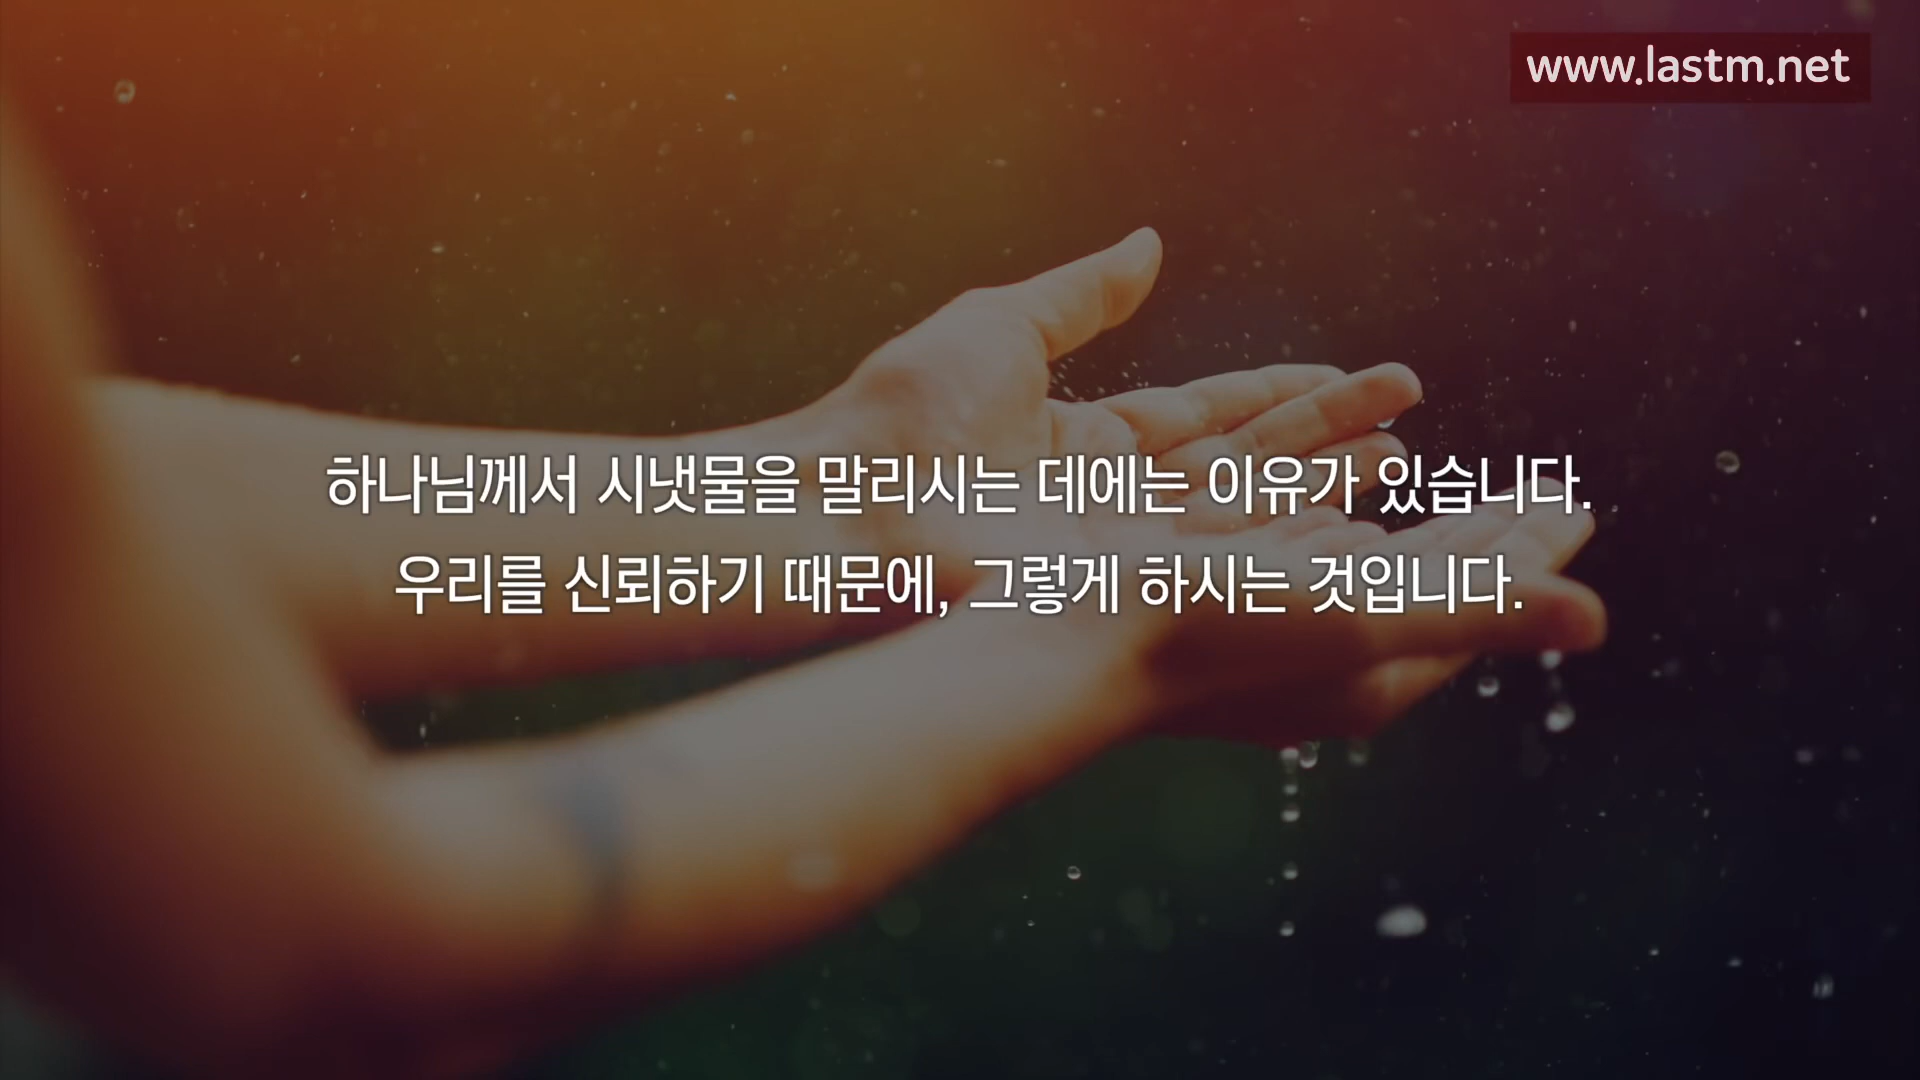 www.lastm.net
하나님께서 시냇물을 말리시는 데에는 이유가 있습니다.
우리를 신뢰하기 때문에, 그렇게 하시는 것입니다.